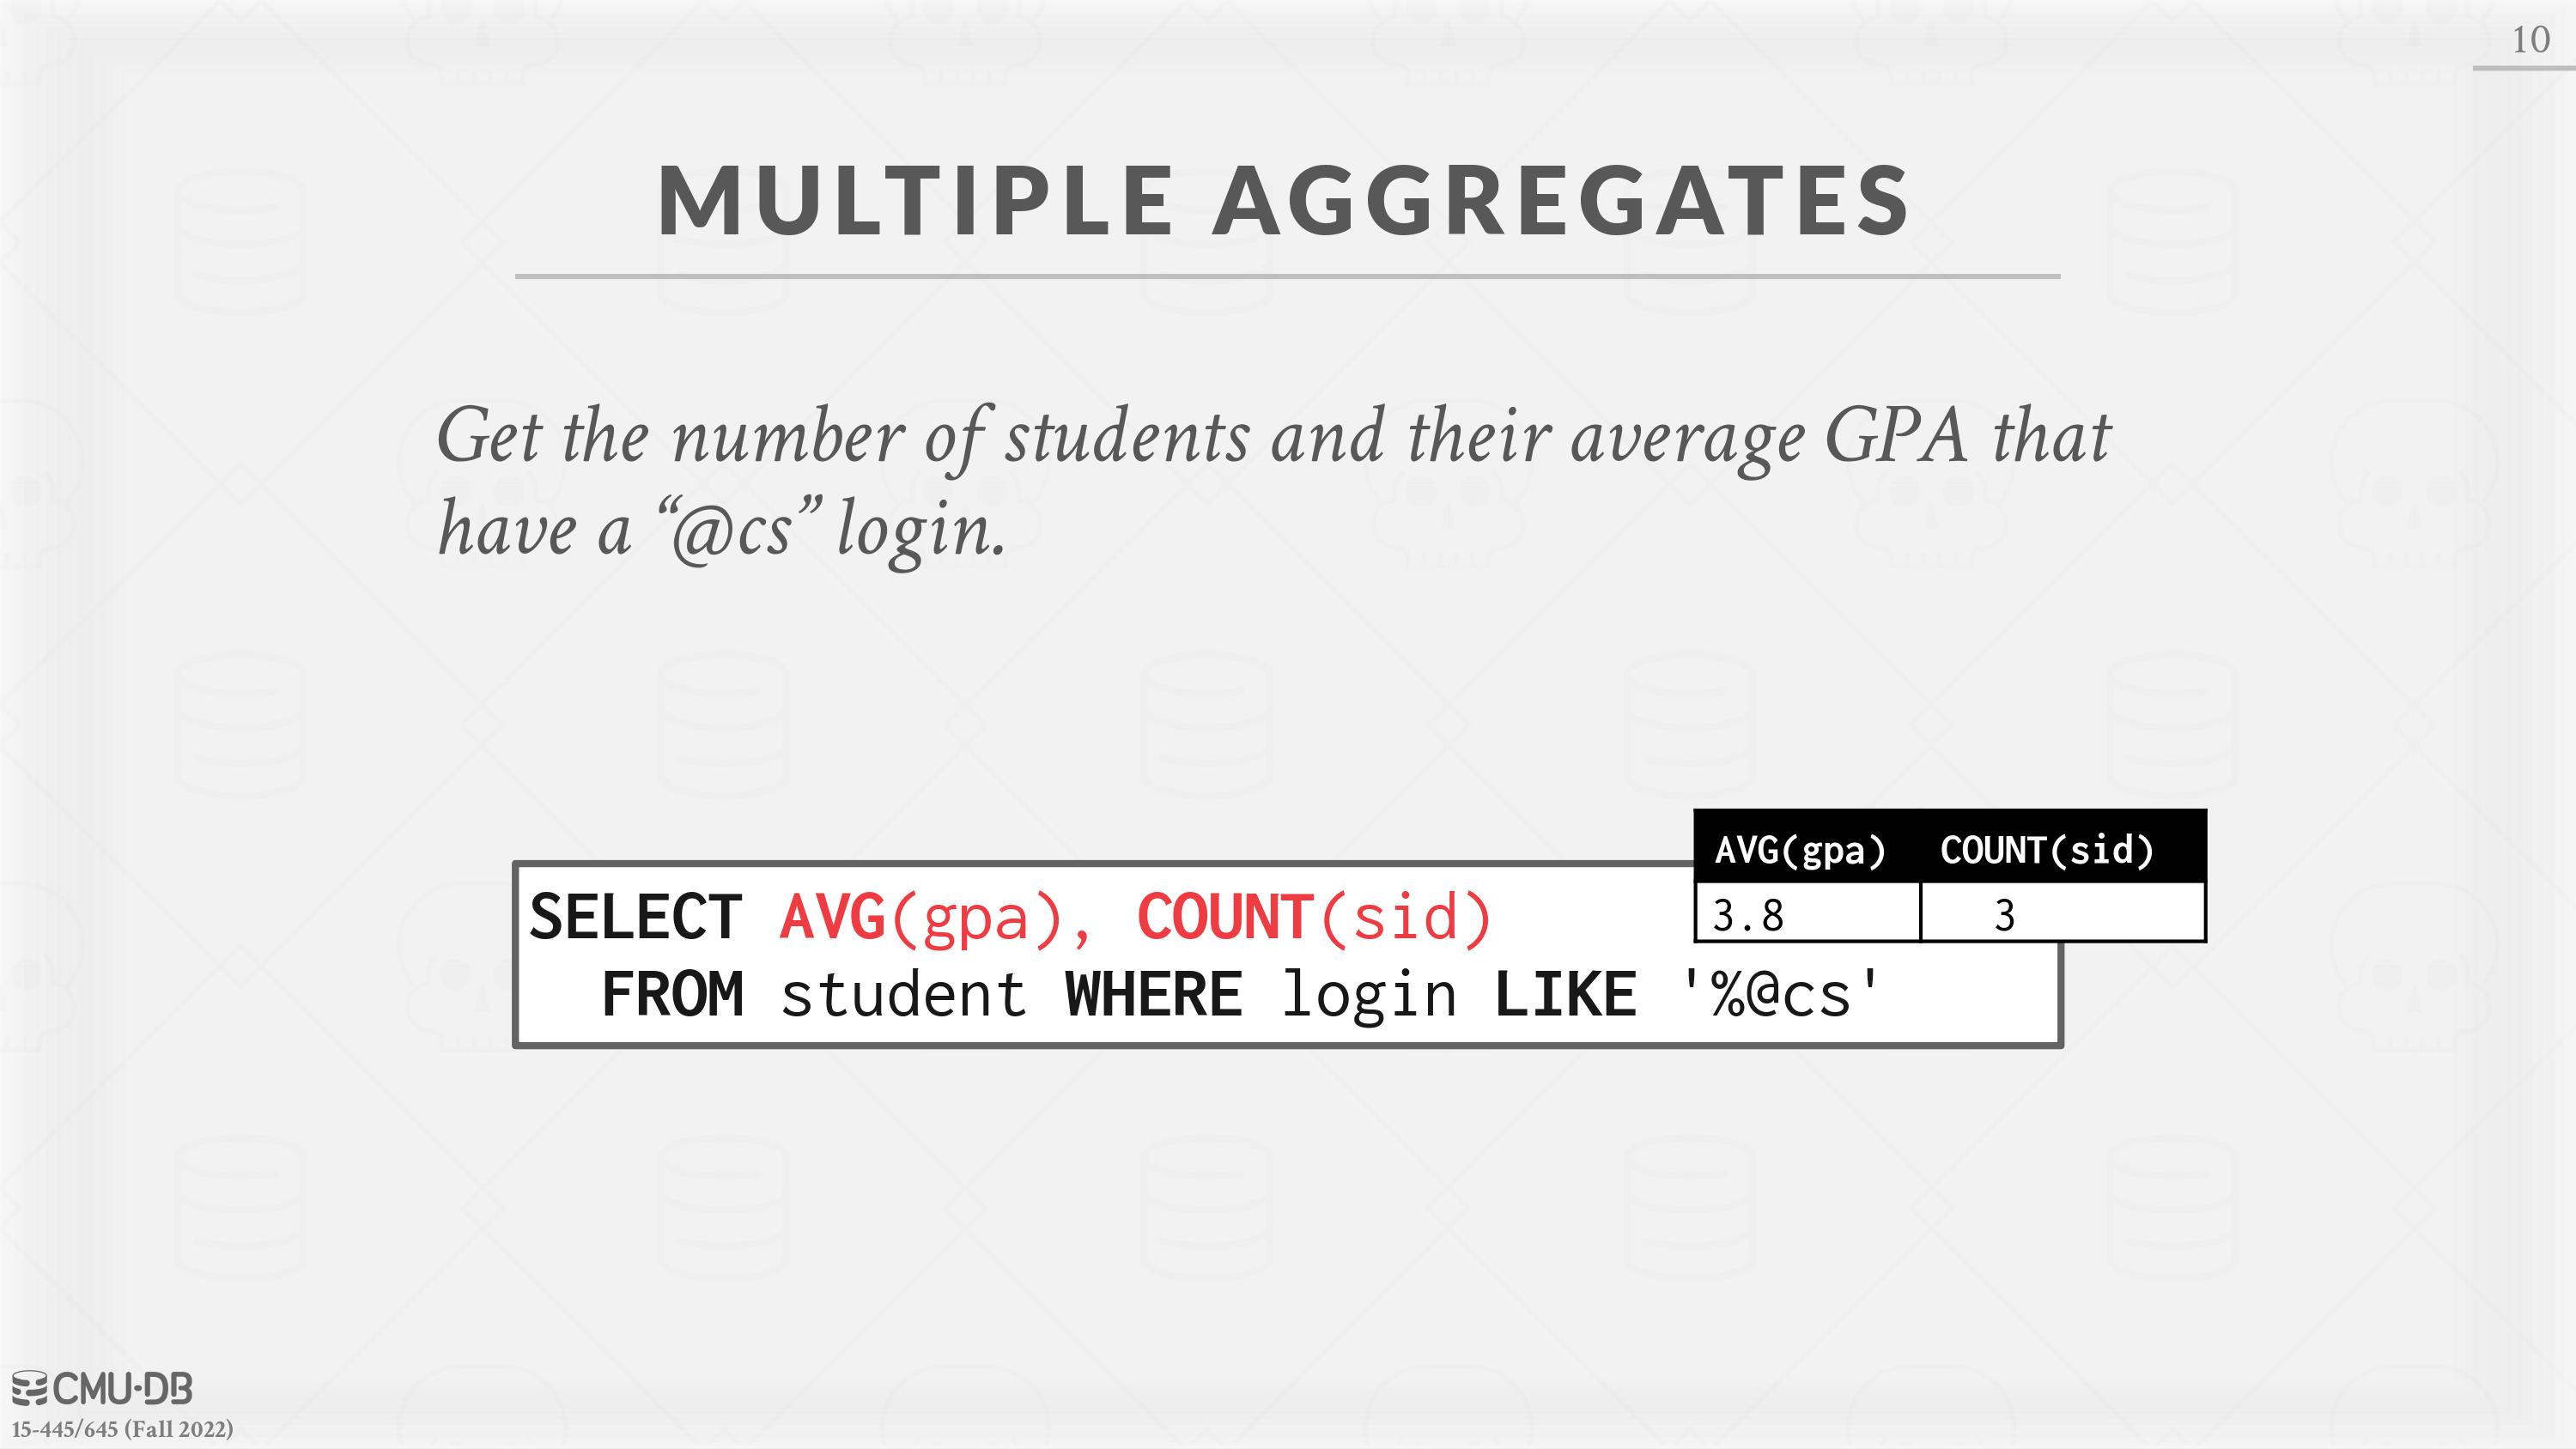 10
MULTIPLE AGGREGATES
Get the number of students and their average GPA that
have a “@cs” login.
AVG(gpa) COUNT(sid)
3.8 3
SELECT AVG(gpa), COUNT(sid)
FROM student WHERE login LIKE '%@cs'
CMU·DB
15-445/645 (Fall 2022)